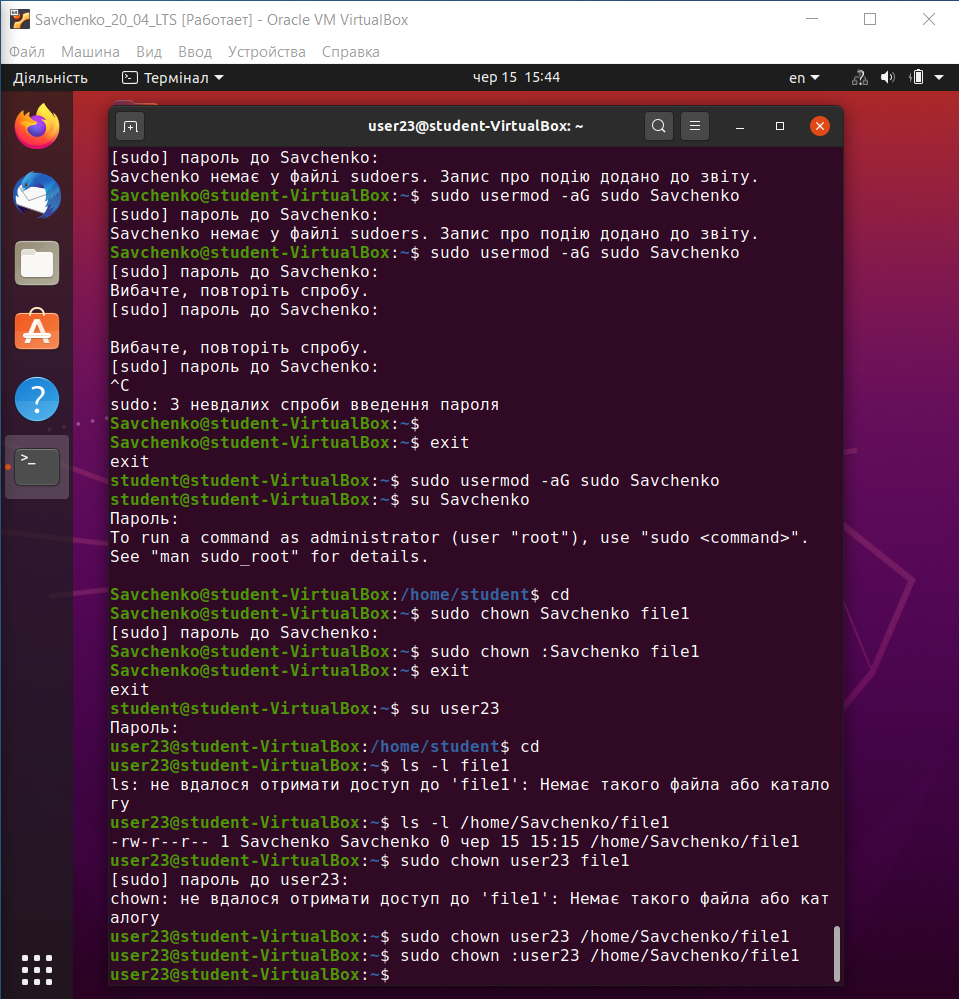 Savchenko_20_04_LTS [Работает] - Oracle VM VirtualBox
Файл Машина Вид Ввод Устройства Справка
Діяльність Термінал чер 15 15:44 en
user23@student-VirtualBox: ~
[sudo] пароль до Savchenko:
Savchenko немає у файлі sudoers. Запис про подію додано до звіту.
Savchenko@student-VirtualBox:~$ sudo usermod -aG sudo Savchenko
[sudo] пароль до Savchenko:
Savchenko немає у файлі sudoers. Запис про подію додано до звіту.
Savchenko@student-VirtualBox:~$ sudo usermod -aG sudo Savchenko
[sudo] пароль до Savchenko:
Вибачте, повторіть спробу.
[sudo] пароль до Savchenko:
Вибачте, повторіть спробу.
[sudo] пароль до Savchenko:
^C
sudo: 3 невдалих спроби введення пароля
Savchenko@student-VirtualBox:~$
Savchenko@student-VirtualBox:~$ exit
exit
student@student-VirtualBox:~$ sudo usermod -aG sudo Savchenko
student@student-VirtualBox:~$ su Savchenko
Пароль:
To run a command as administrator (user "root"), use "sudo <command>".
See "man sudo_root" for details.
Savchenko@student-VirtualBox:/home/student$ cd
Savchenko@student-VirtualBox:~$ sudo chown Savchenko file1
[sudo] пароль до Savchenko:
Savchenko@student-VirtualBox:~$ sudo chown :Savchenko file1
Savchenko@student-VirtualBox:~$ exit
exit
student@student-VirtualBox:~$ su user23
Пароль:
user23@student-VirtualBox:/home/student$ cd
user23@student-VirtualBox:~$ ls -l file1
ls: не вдалося отримати доступ до 'file1': Немає такого файла або катало
гу
user23@student-VirtualBox:~$ ls -l /home/Savchenko/file1
-rw-r--r-- 1 Savchenko Savchenko 0 чер 15 15:15 /home/Savchenko/file1
user23@student-VirtualBox:~$ sudo chown user23 file1
[sudo] пароль до user23:
chown: не вдалося отримати доступ до 'file1': Немає такого файла або кат
алогу
user23@student-VirtualBox:~$ sudo chown user23 /home/Savchenko/file1
user23@student-VirtualBox:~$ sudo chown :user23 /home/Savchenko/file1
user23@student-VirtualBox:~$